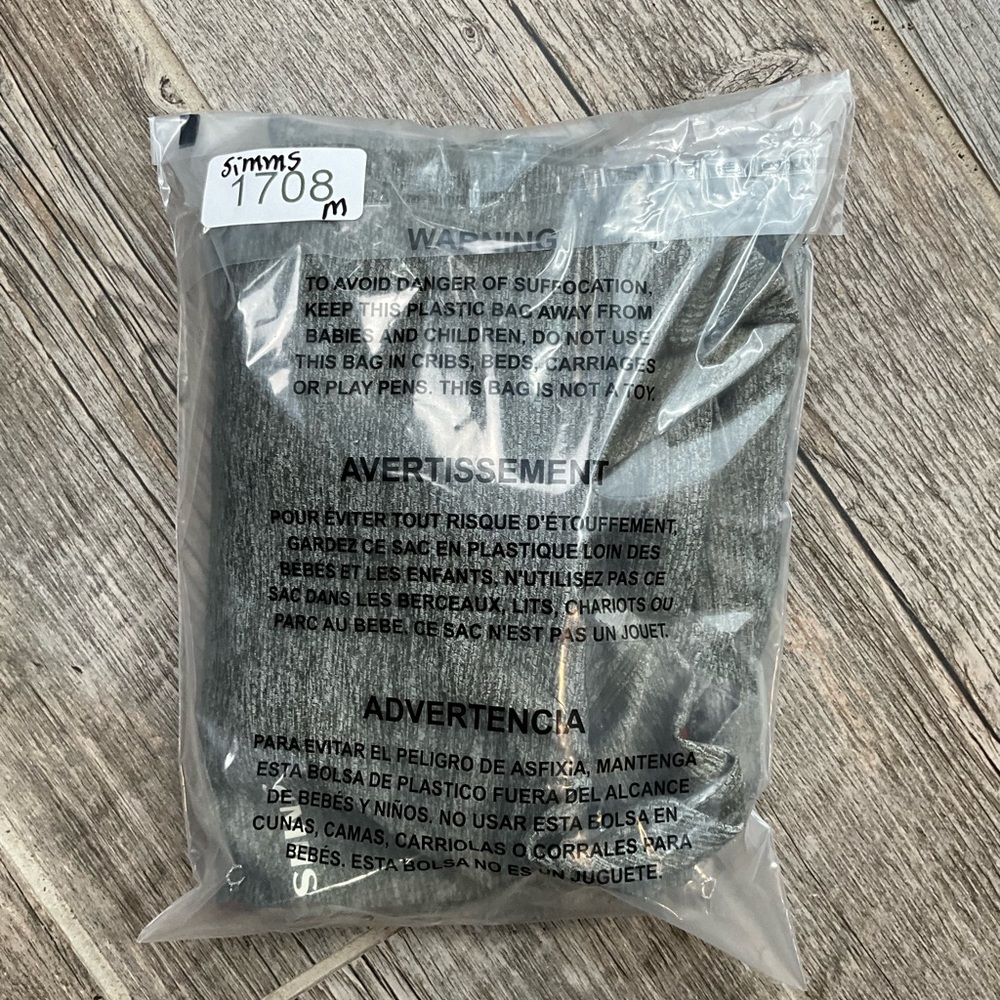 simms
1708
m
WARNING
TO AVOID DANGER OF SUFFOCATION,
KEEP THIS PLASTIC BAG AWAY FROM
BABIES AND CHILDREN, DO NOT USE
THIS BAG IN CRIBS, BEDS, CARRIAGES
OR PLAY PENS. THIS BAG IS NOT A TOY.
AVERTISSEMENT
POUR ÉVITER TOUT RISQUE D'ÉTOUFFEMENT,
GARDEZ CE SAC EN PLASTIQUE LOIN DES
BEBES ET LES ENFANTS, N'UTILISEZ PAS CE
SAC DANS LES BERCEAUX, LITS, CHARIOTS OU
PARC AU BEBE. CE SAC N'EST PAS UN JOUET.
ADVERTENCIA
PARA EVITAR EL PELIGRO DE ASFIXIA, MANTENGA
ESTA BOLSA DE PLASTICO FUERA DEL ALCANCE
DE BEBÉS Y NIÑOS. NO USAR ESTA BOLSA EN
CUNAS, CAMAS, CARRIOLAS O CORRALES PARA
BEBÉS. ESTA BOLSA NO ES UN JUGUETE.